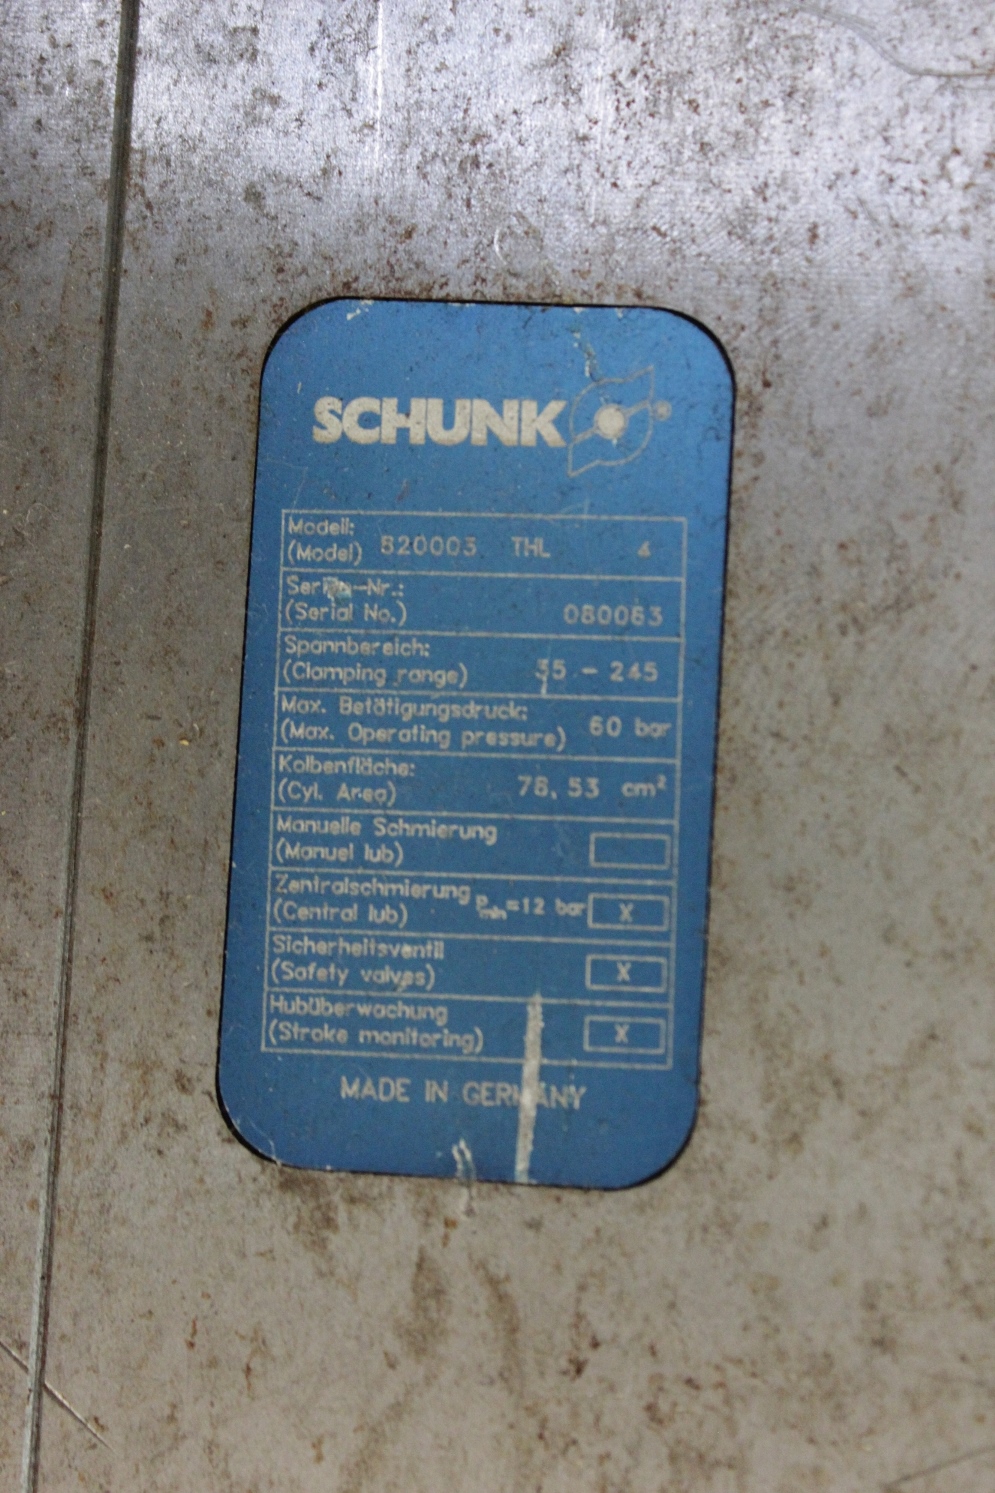 SCHUNK
Modell:
(Model) 820003 THL 4
Serien-Nr.:
(Serial No.) 080063
Spannbereich:
(Clamping range) 35 - 245
Max. Betätigungsdruck:
(Max. Operating pressure) 60 bar
Kolbenfläche:
(Cyl. Area) 78,53 cm²
Manuelle Schmierung
(Manuel lub)
Zentralschmierung
(Central lub) Pmin=12 bar X
Sicherheitsventil
(Safety valves) X
Hubüberwachung
(Stroke monitoring) X
MADE IN GERMANY